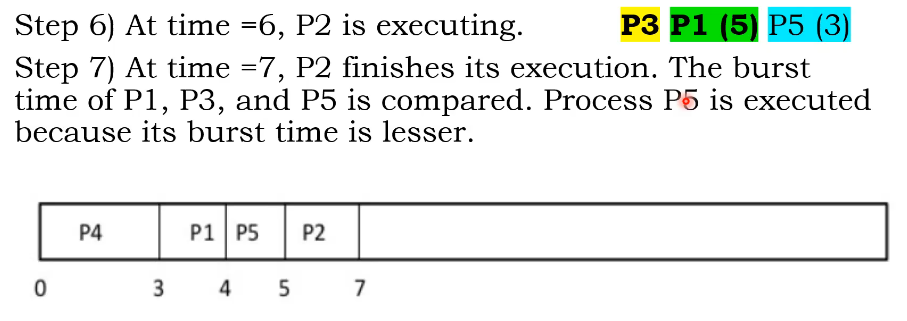 Step 6) At time =6, P2 is executing. P3 P1 (5) P5 (3)
Step 7) At time =7, P2 finishes its execution. The burst
time of P1, P3, and P5 is compared. Process P5 is executed
because its burst time is lesser.
P4 P1 P5 P2
0 3 4 5 7